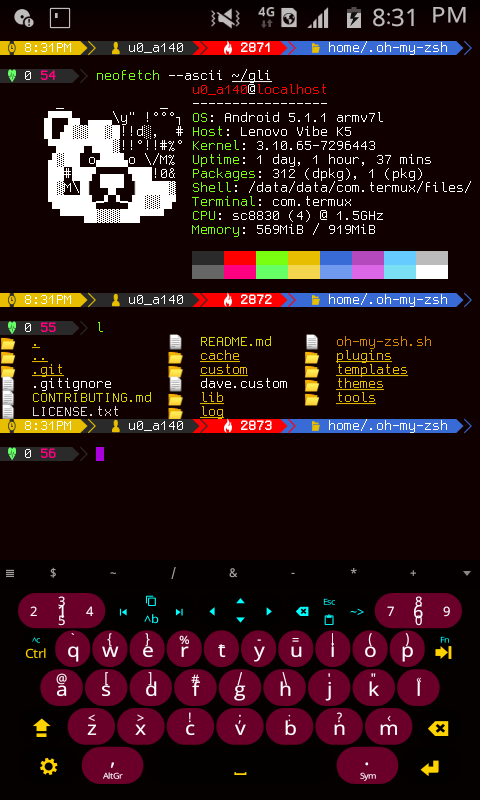 4G 8:31 PM
8:31PM u0_a140 2871 home/.oh-my-zsh
0 54 neofetch --ascii ~/gli
u0_a140@localhost
-----------------
OS: Android 5.1.1 armv7l
Host: Lenovo Vibe K5
Kernel: 3.10.65-7296443
Uptime: 1 day, 1 hour, 37 mins
Packages: 312 (dpkg), 1 (pkg)
Shell: /data/data/com.termux/files/
Terminal: com.termux
CPU: sc8830 (4) @ 1.5GHz
Memory: 569MiB / 919MiB
8:31PM u0_a140 2872 home/.oh-my-zsh
0 55 l
. README.md oh-my-zsh.sh
.. cache plugins
.git custom templates
.gitignore dave.custom themes
CONTRIBUTING.md lib tools
LICENSE.txt log
8:31PM u0_a140 2873 home/.oh-my-zsh
0 56
$ ~ / & - * +
2 3 1 5 4 ^b Esc ~> 7 8 6 0 9
^c Ctrl q w e r t y u i o p Fn
a s d f g h j k l
z x c v b n m
, AltGr . Sym